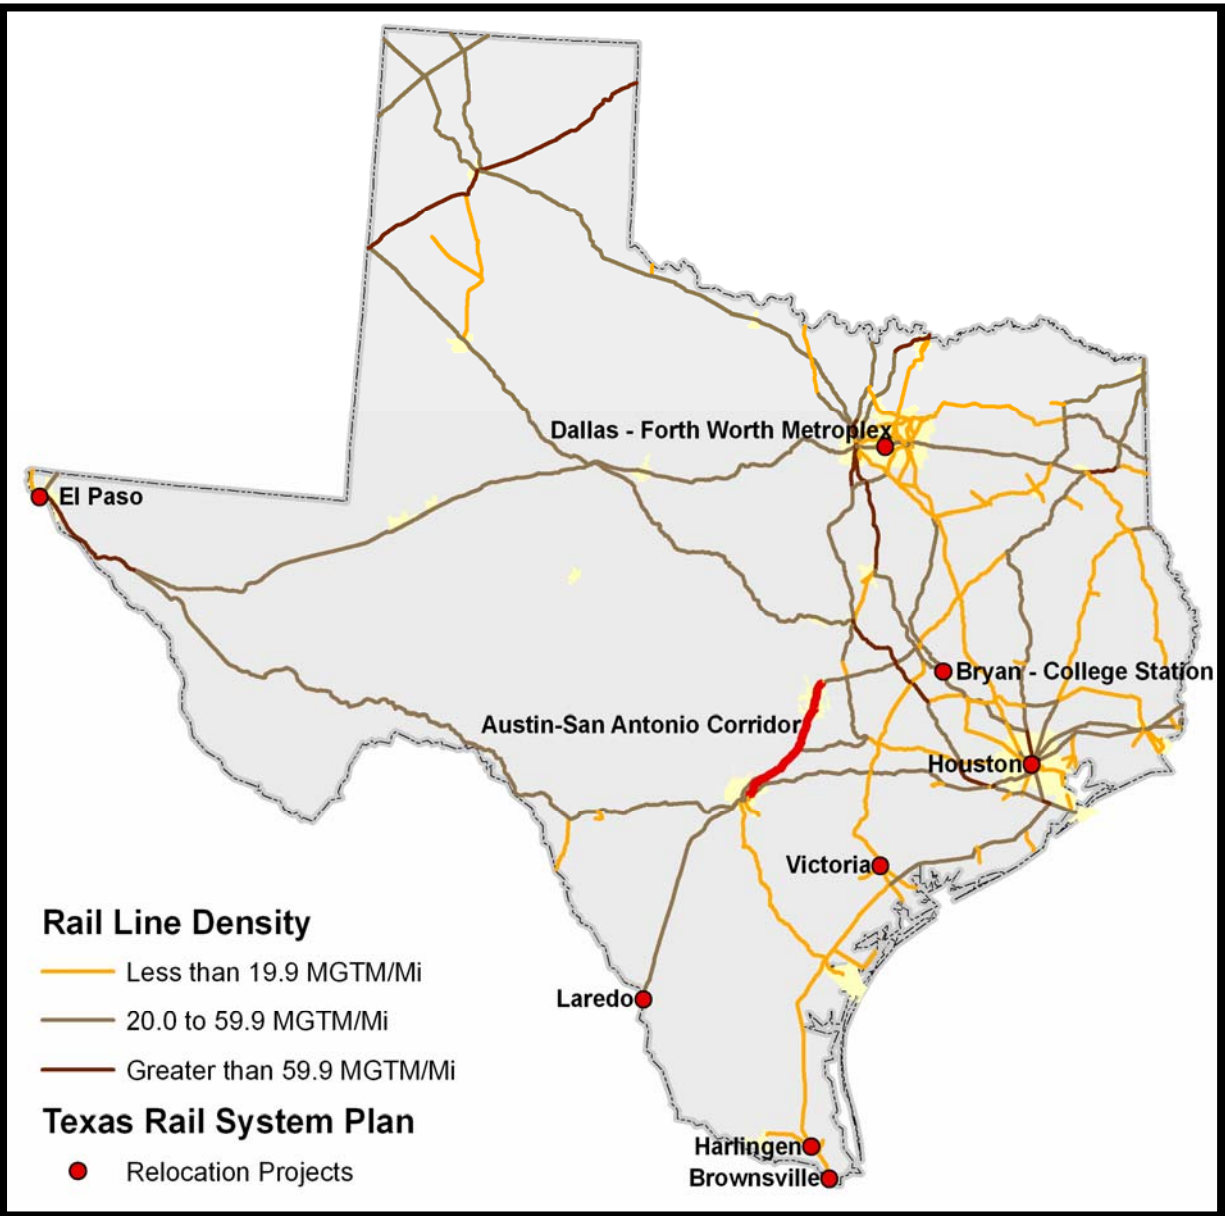 Dallas - Forth Worth Metroplex
El Paso
Bryan - College Station
Austin-San Antonio Corridor
Houston
Victoria
Rail Line Density
Less than 19.9 MGTM/Mi
Laredo
20.0 to 59.9 MGTM/Mi
Greater than 59.9 MGTM/Mi
Texas Rail System Plan
Harlingen
Relocation Projects
Brownsville